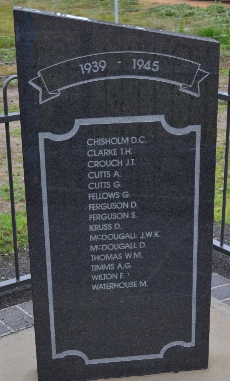 1939 - 1945
CHISHOLM D.C.
CLARKE T.H.
CROUCH J.T.
CUTTS A.
CUTTS G.
FELLOWS G.
FERGUSON D.
FERGUSON S.
KRUSS D.
McDOUGALL J.W.K.
McDOUGALL D.
THOMAS W.M.
TIMMS A.G.
WILTON E.
WATERHOUSE M.